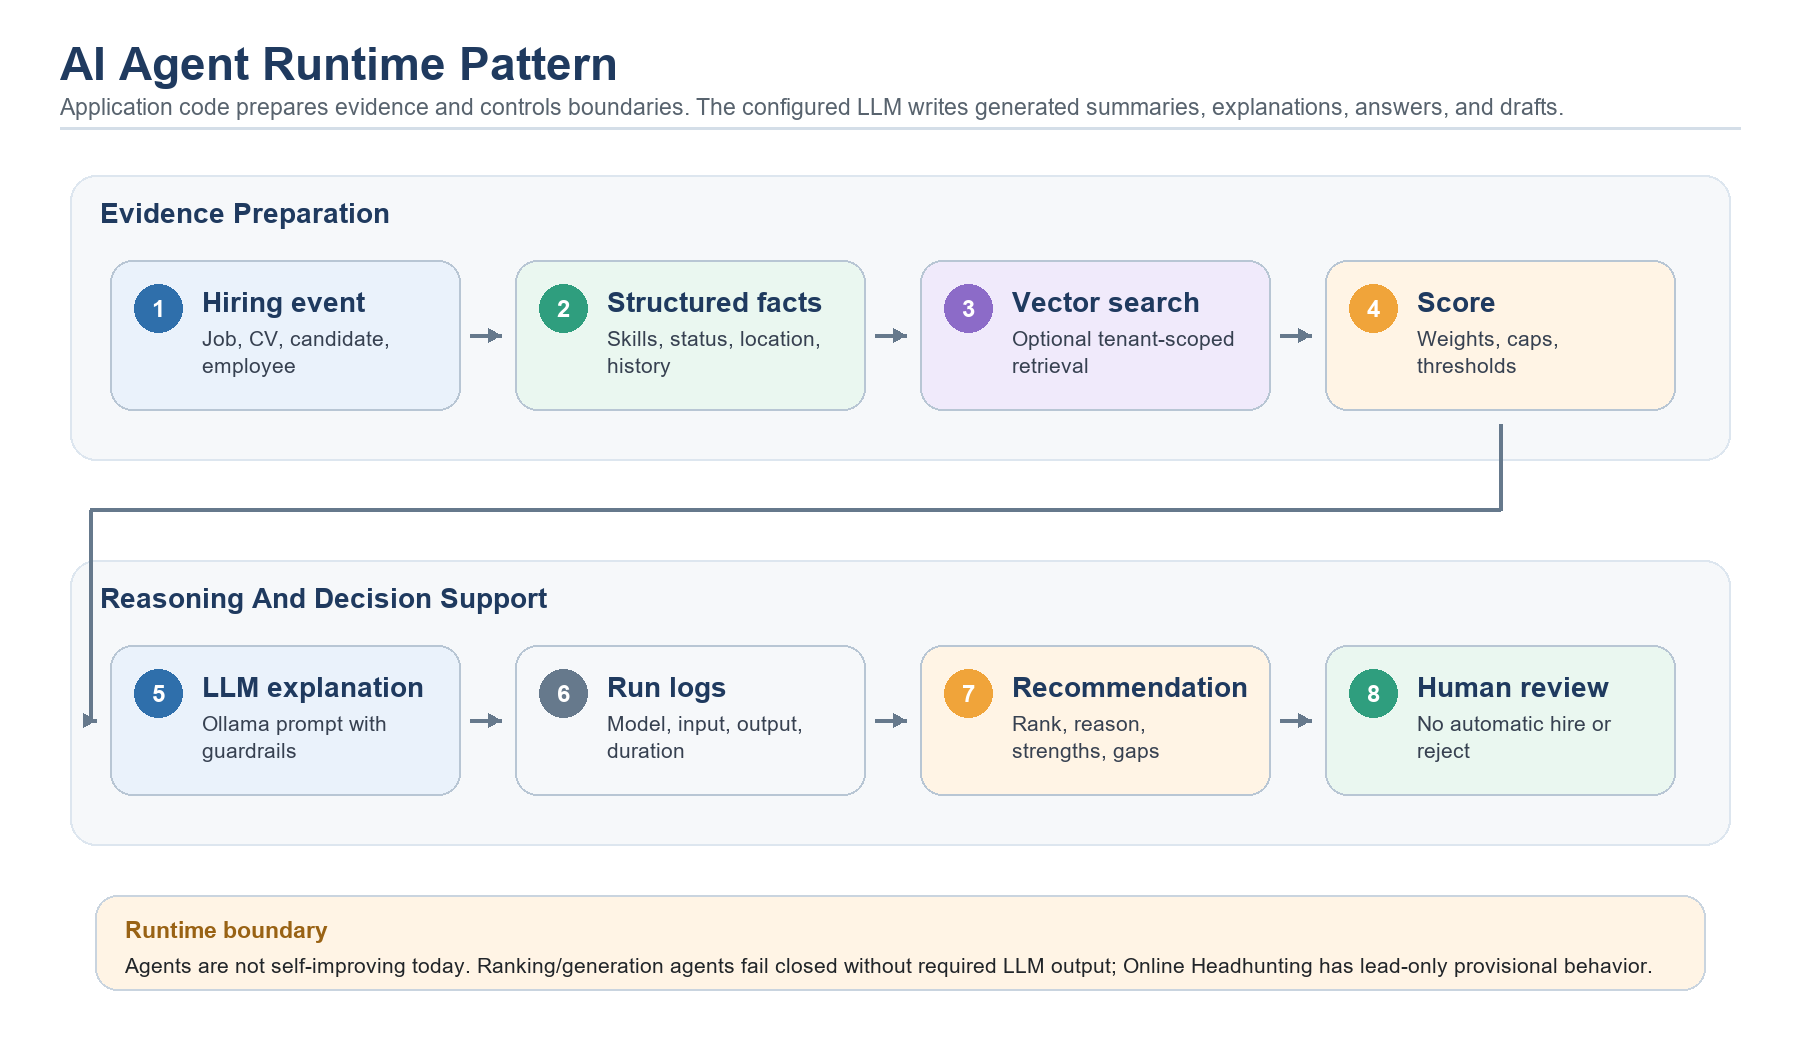 AI Agent Runtime Pattern
Application code prepares evidence and controls boundaries. The configured LLM writes generated summaries, explanations, answers, and drafts.
Evidence Preparation
1
Hiring event
Job, CV, candidate,
employee
2
Structured facts
Skills, status, location,
history
3
Vector search
Optional tenant-scoped
retrieval
4
Score
Weights, caps,
thresholds
Reasoning And Decision Support
5
LLM explanation
Ollama prompt with
guardrails
6
Run logs
Model, input, output,
duration
7
Recommendation
Rank, reason,
strengths, gaps
8
Human review
No automatic hire or
reject
Runtime boundary
Agents are not self-improving today. Ranking/generation agents fail closed without required LLM output; Online Headhunting has lead-only provisional behavior.